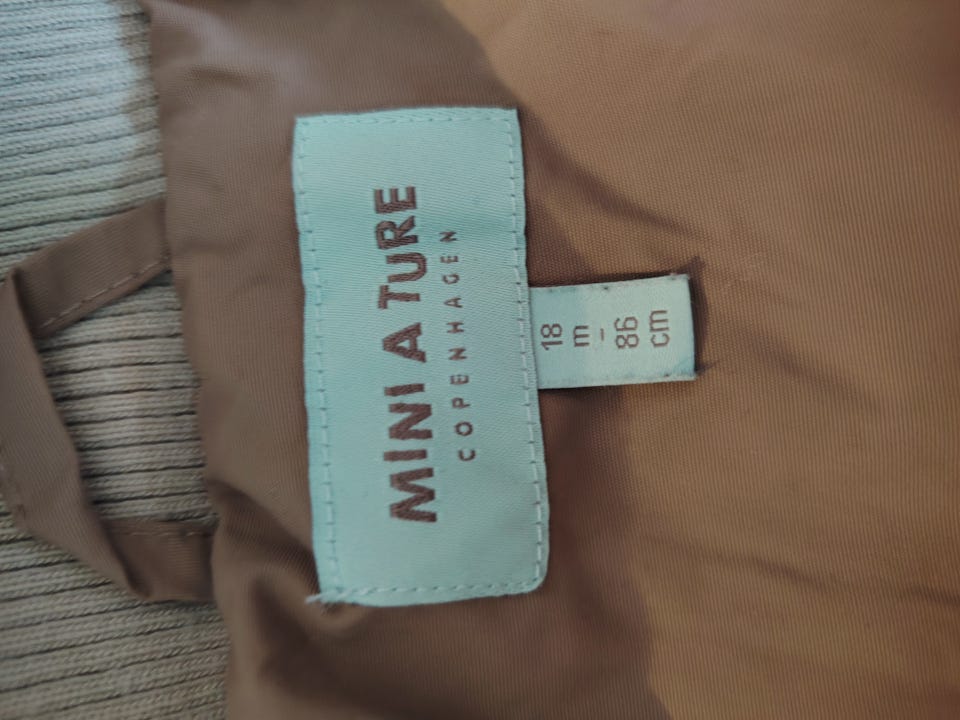 MINI A TURE
COPENHAGEN
18
m
-
86
cm